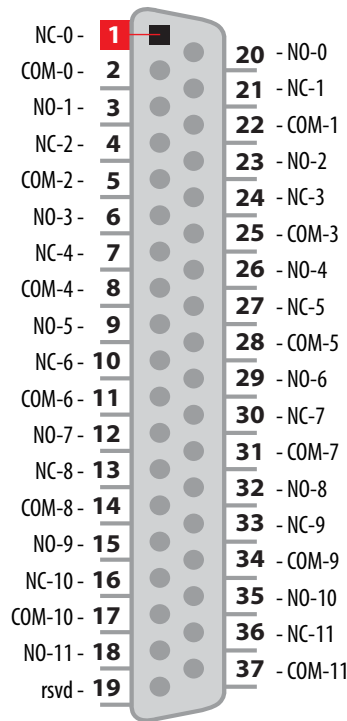 NC-0 - 1
COM-0 - 2
NO-1 - 3
NC-2 - 4
COM-2 - 5
NO-3 - 6
NC-4 - 7
COM-4 - 8
NO-5 - 9
NC-6 - 10
COM-6 - 11
NO-7 - 12
NC-8 - 13
COM-8 - 14
NO-9 - 15
NC-10 - 16
COM-10 - 17
NO-11 - 18
rsvd - 19
20 - NO-0
21 - NC-1
22 - COM-1
23 - NO-2
24 - NC-3
25 - COM-3
26 - NO-4
27 - NC-5
28 - COM-5
29 - NO-6
30 - NC-7
31 - COM-7
32 - NO-8
33 - NC-9
34 - COM-9
35 - NO-10
36 - NC-11
37 - COM-11